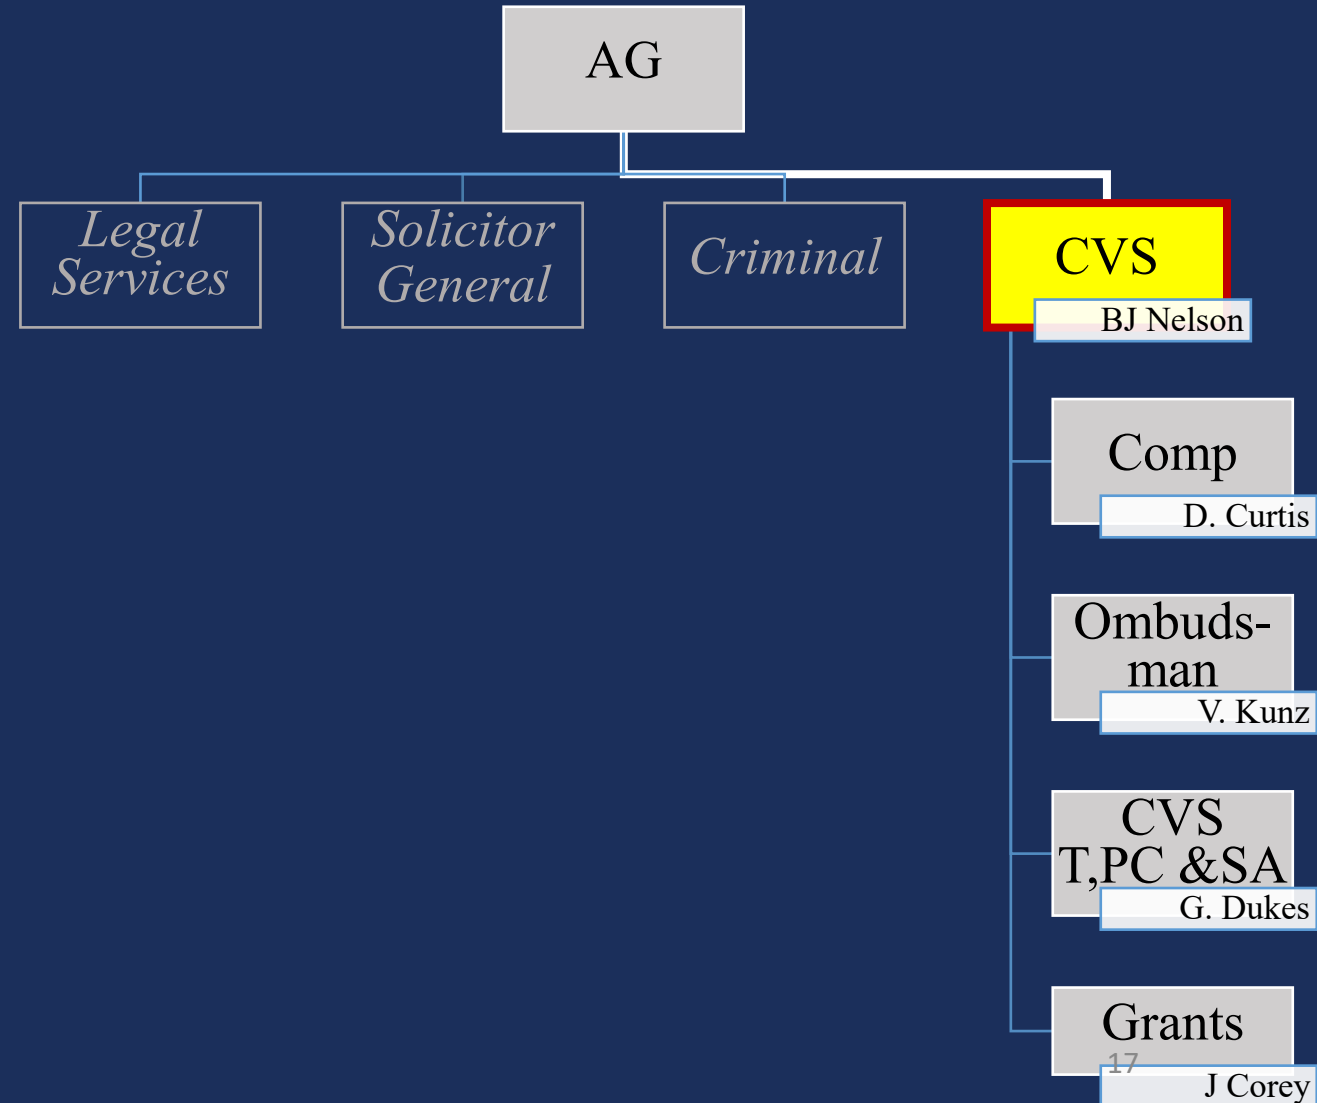 AG
Legal
Services
Solicitor
General
Criminal
CVS
BJ Nelson
Comp
D. Curtis
Ombuds-
man
V. Kunz
CVS
T,PC &SA
G. Dukes
Grants
17
J Corey